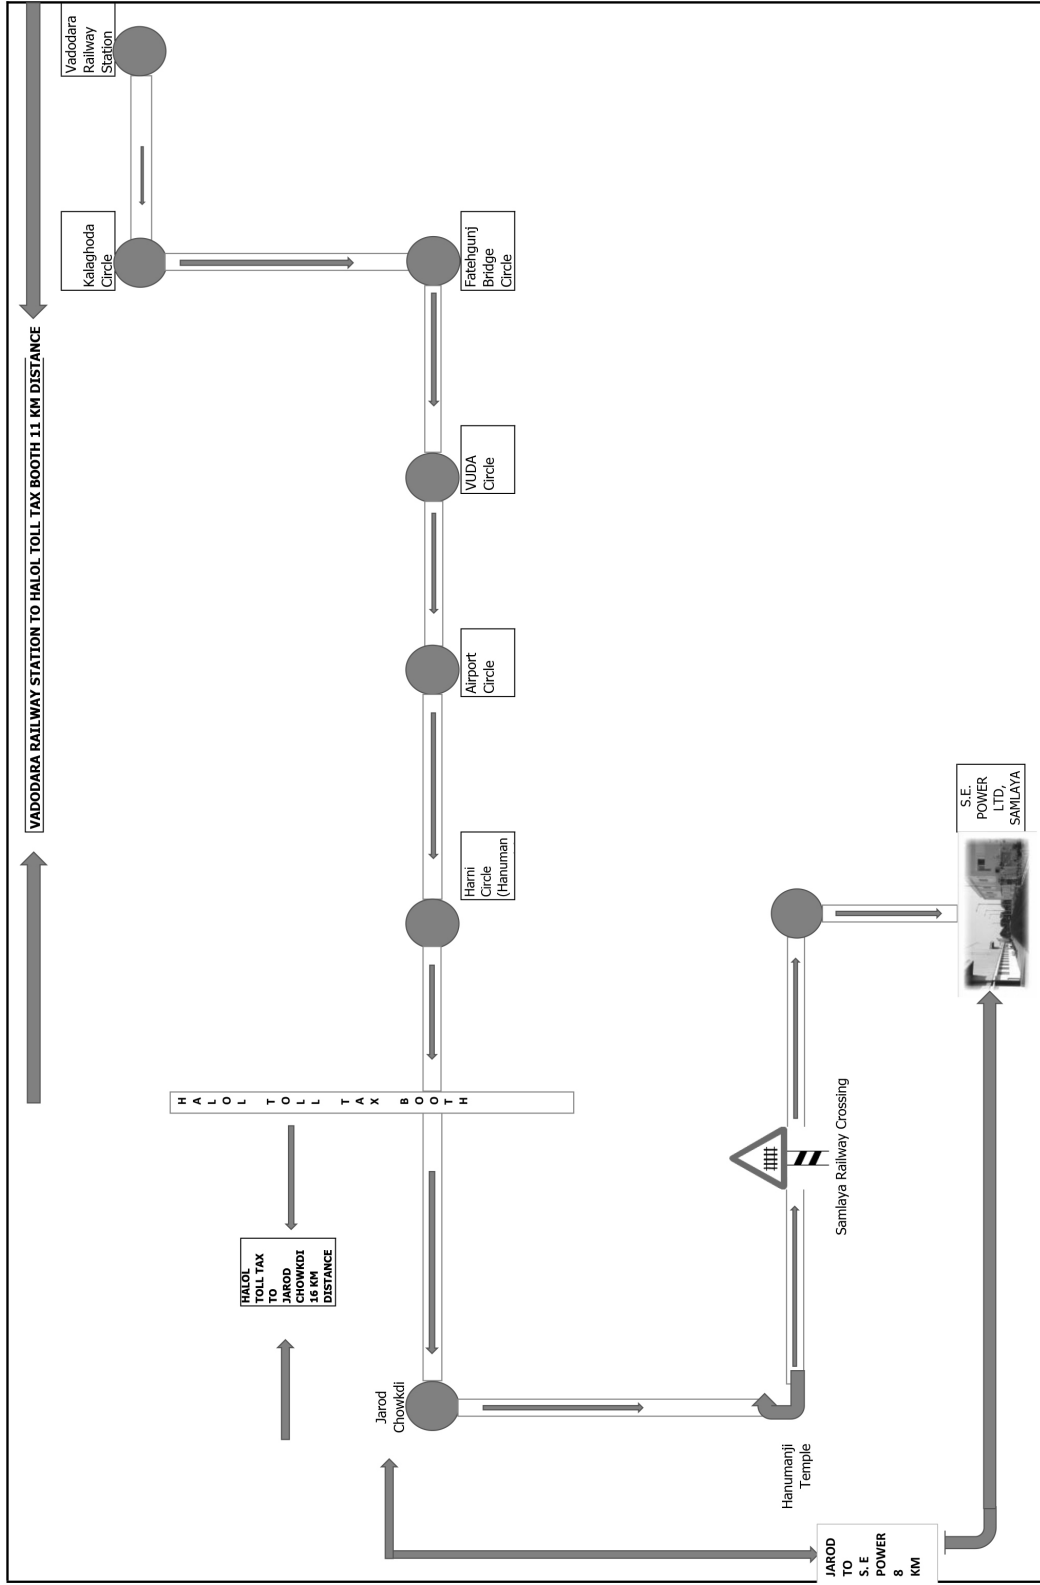 VADODARA RAILWAY STATION TO HALOL TOLL TAX BOOTH 11 KM DISTANCE
Vadodara
Railway
Station
Kalaghoda
Circle
Fatehgunj
Bridge
Circle
VUDA
Circle
Airport
Circle
Harni
Circle
(Hanuman
HALOL TOLL TAX BOOTH
HALOL
TOLL TAX
TO
JAROD
CHOWKDI
16 KM
DISTANCE
Jarod
Chowkdi
Hanumanji
Temple
Samlaya Railway Crossing
S.E.
POWER
LTD,
SAMLAYA
JAROD
TO
S. E
POWER
8
KM